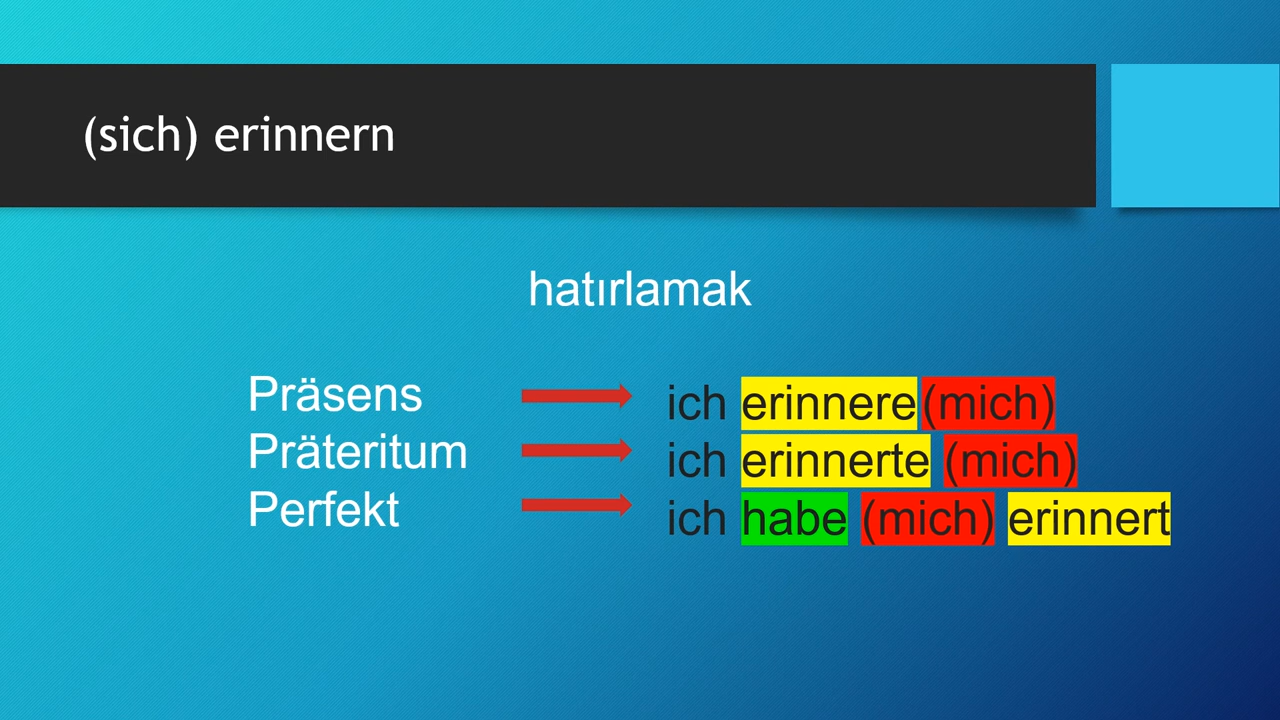 (sich) erinnern
hatırlamak
Präsens ich erinnere (mich)
Präteritum ich erinnerte (mich)
Perfekt ich habe (mich) erinnert